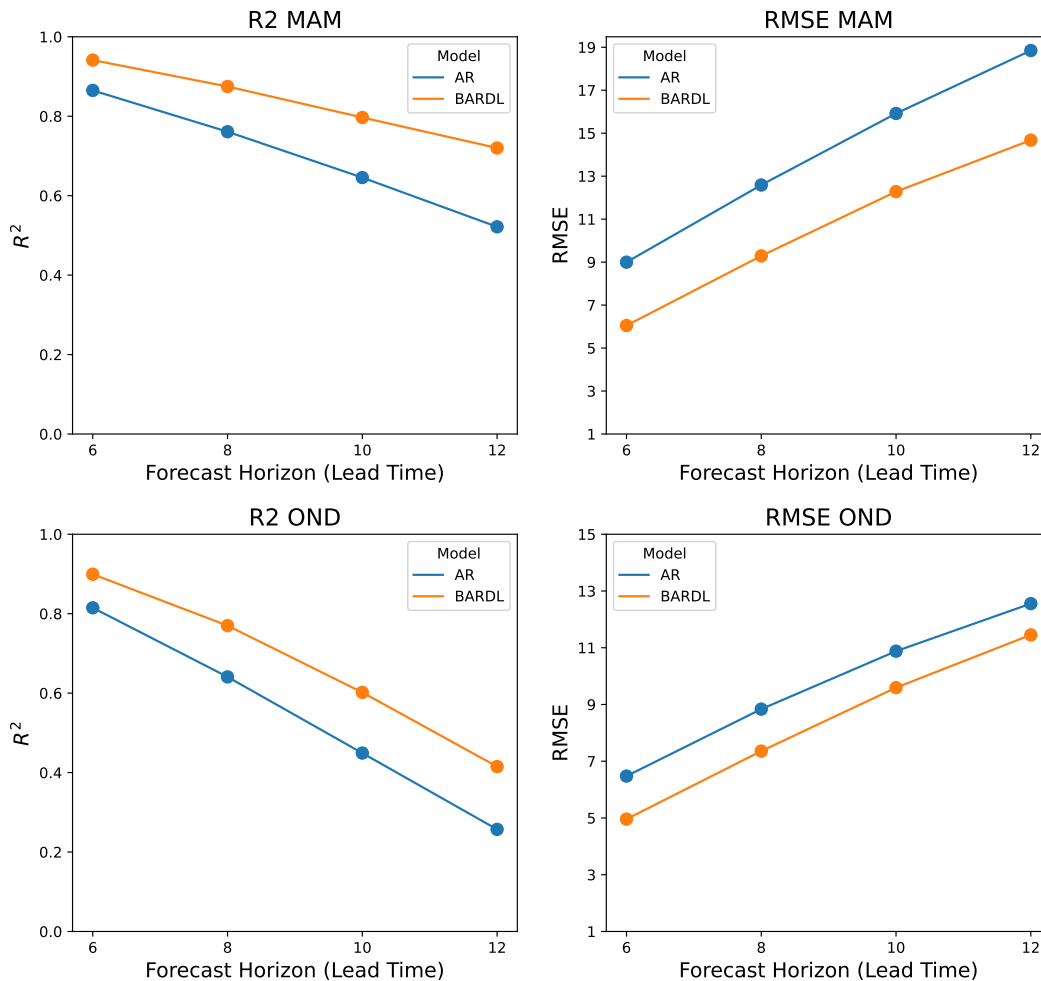 R2 MAM
1.0
0.8
0.6
0.4
0.2
0.0
R²
Model
AR
BARDL
6 8 10 12
Forecast Horizon (Lead Time)
RMSE MAM
19
17
15
13
11
9
7
5
3
1
RMSE
Model
AR
BARDL
6 8 10 12
Forecast Horizon (Lead Time)
R2 OND
1.0
0.8
0.6
0.4
0.2
0.0
R²
Model
AR
BARDL
6 8 10 12
Forecast Horizon (Lead Time)
RMSE OND
15
13
11
9
7
5
3
1
RMSE
Model
AR
BARDL
6 8 10 12
Forecast Horizon (Lead Time)